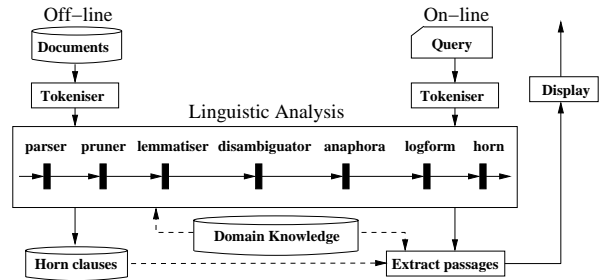 Off-line On-line
Documents Query
Display
Tokeniser Tokeniser
Linguistic Analysis
parser pruner lemmatiser disambiguator anaphora logform horn
Domain Knowledge
Horn clauses Extract passages